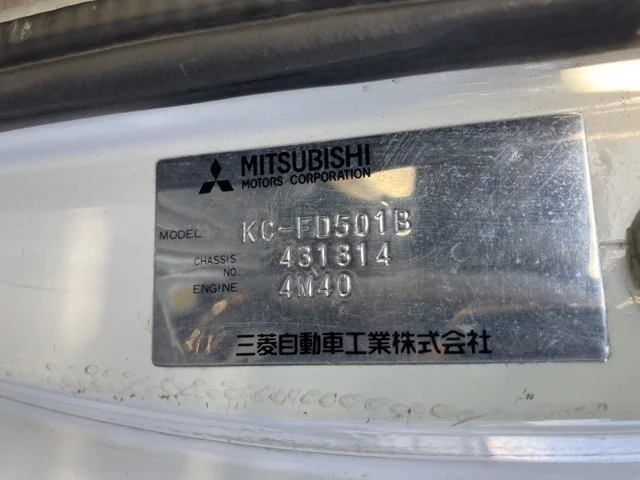 MITSUBISHI
MOTORS CORPORATION
MODEL KC-FD501B
CHASSIS NO. 431814
ENGINE 4M40
三菱自動車工業株式会社